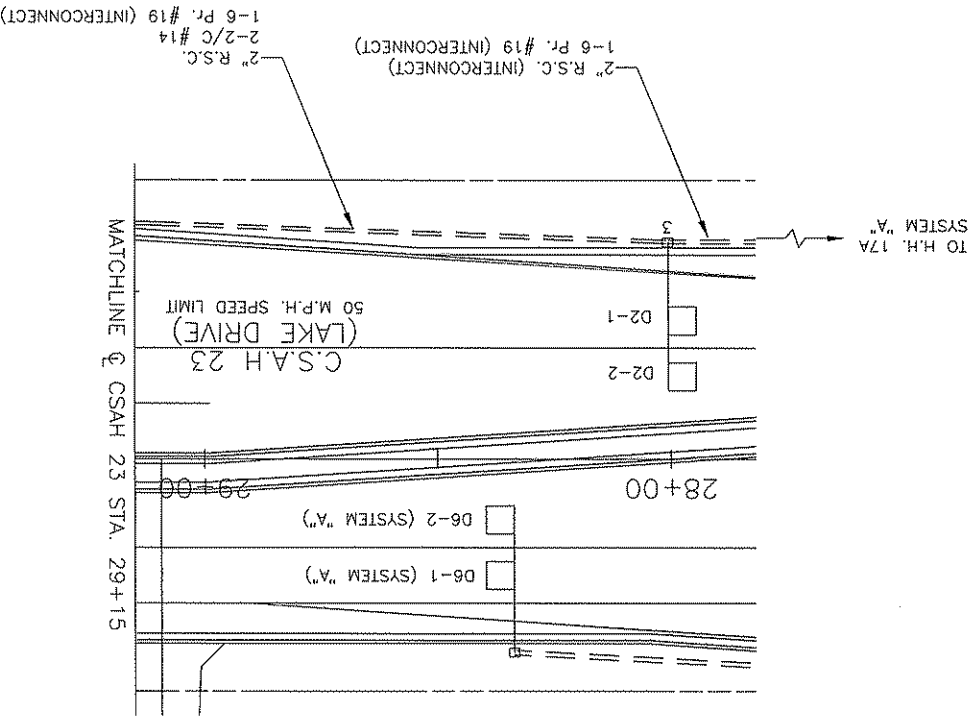 2" R.S.C.
2-2/C #14
1-6 Pr. #19 (INTERCONNECT)
2" R.S.C. (INTERCONNECT)
1-6 Pr. #19 (INTERCONNECT)
TO H.H. 17A
SYSTEM "A"
3
D2-1
D2-2
C.S.A.H 23
(LAKE DRIVE)
50 M.P.H. SPEED LIMIT
28+00
29+00
D6-2 (SYSTEM "A")
D6-1 (SYSTEM "A")
MATCHLINE ℄ CSAH 23 STA. 29+15